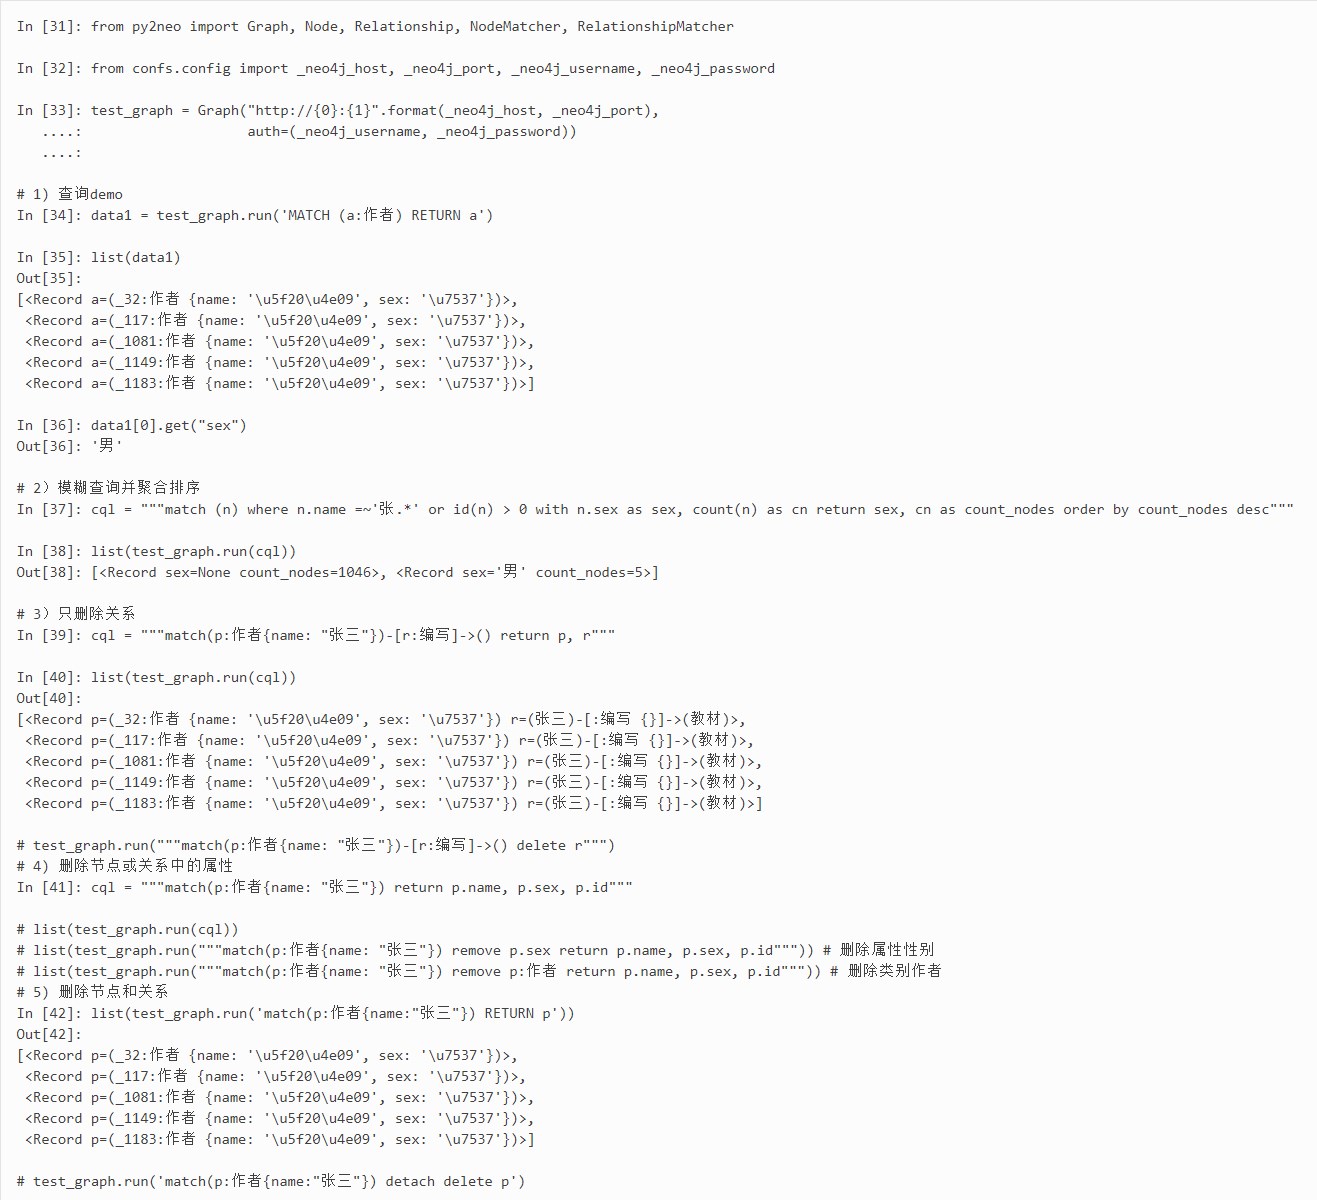 In [31]: from py2neo import Graph, Node, Relationship, NodeMatcher, RelationshipMatcher
In [32]: from confs.config import _neo4j_host, _neo4j_port, _neo4j_username, _neo4j_password
In [33]: test_graph = Graph("http://{0}:{1}".format(_neo4j_host, _neo4j_port),
   ....:                    auth=(_neo4j_username, _neo4j_password))
   ....:
# 1) 查询demo
In [34]: data1 = test_graph.run('MATCH (a:作者) RETURN a')
In [35]: list(data1)
Out[35]:
[<Record a=(_32:作者 {name: '\u5f20\u4e09', sex: '\u7537'})>,
 <Record a=(_117:作者 {name: '\u5f20\u4e09', sex: '\u7537'})>,
 <Record a=(_1081:作者 {name: '\u5f20\u4e09', sex: '\u7537'})>,
 <Record a=(_1149:作者 {name: '\u5f20\u4e09', sex: '\u7537'})>,
 <Record a=(_1183:作者 {name: '\u5f20\u4e09', sex: '\u7537'})>]
In [36]: data1[0].get("sex")
Out[36]: '男'
# 2）模糊查询并聚合排序
In [37]: cql = """match (n) where n.name =~'张.*' or id(n) > 0 with n.sex as sex, count(n) as cn return sex, cn as count_nodes order by count_nodes desc"""
In [38]: list(test_graph.run(cql))
Out[38]: [<Record sex=None count_nodes=1046>, <Record sex='男' count_nodes=5>]
# 3）只删除关系
In [39]: cql = """match(p:作者{name: "张三"})-[r:编写]->() return p, r"""
In [40]: list(test_graph.run(cql))
Out[40]:
[<Record p=(_32:作者 {name: '\u5f20\u4e09', sex: '\u7537'}) r=(张三)-[:编写 {}]->(教材)>,
 <Record p=(_117:作者 {name: '\u5f20\u4e09', sex: '\u7537'}) r=(张三)-[:编写 {}]->(教材)>,
 <Record p=(_1081:作者 {name: '\u5f20\u4e09', sex: '\u7537'}) r=(张三)-[:编写 {}]->(教材)>,
 <Record p=(_1149:作者 {name: '\u5f20\u4e09', sex: '\u7537'}) r=(张三)-[:编写 {}]->(教材)>,
 <Record p=(_1183:作者 {name: '\u5f20\u4e09', sex: '\u7537'}) r=(张三)-[:编写 {}]->(教材)>]
# test_graph.run("""match(p:作者{name: "张三"})-[r:编写]->() delete r""")
# 4) 删除节点或关系中的属性
In [41]: cql = """match(p:作者{name: "张三"}) return p.name, p.sex, p.id"""
# list(test_graph.run(cql))
# list(test_graph.run("""match(p:作者{name: "张三"}) remove p.sex return p.name, p.sex, p.id""")) # 删除属性性别
# list(test_graph.run("""match(p:作者{name: "张三"}) remove p:作者 return p.name, p.sex, p.id""")) # 删除类别作者
# 5) 删除节点和关系
In [42]: list(test_graph.run('match(p:作者{name:"张三"}) RETURN p'))
Out[42]:
[<Record p=(_32:作者 {name: '\u5f20\u4e09', sex: '\u7537'})>,
 <Record p=(_117:作者 {name: '\u5f20\u4e09', sex: '\u7537'})>,
 <Record p=(_1081:作者 {name: '\u5f20\u4e09', sex: '\u7537'})>,
 <Record p=(_1149:作者 {name: '\u5f20\u4e09', sex: '\u7537'})>,
 <Record p=(_1183:作者 {name: '\u5f20\u4e09', sex: '\u7537'})>]
# test_graph.run('match(p:作者{name:"张三"}) detach delete p')